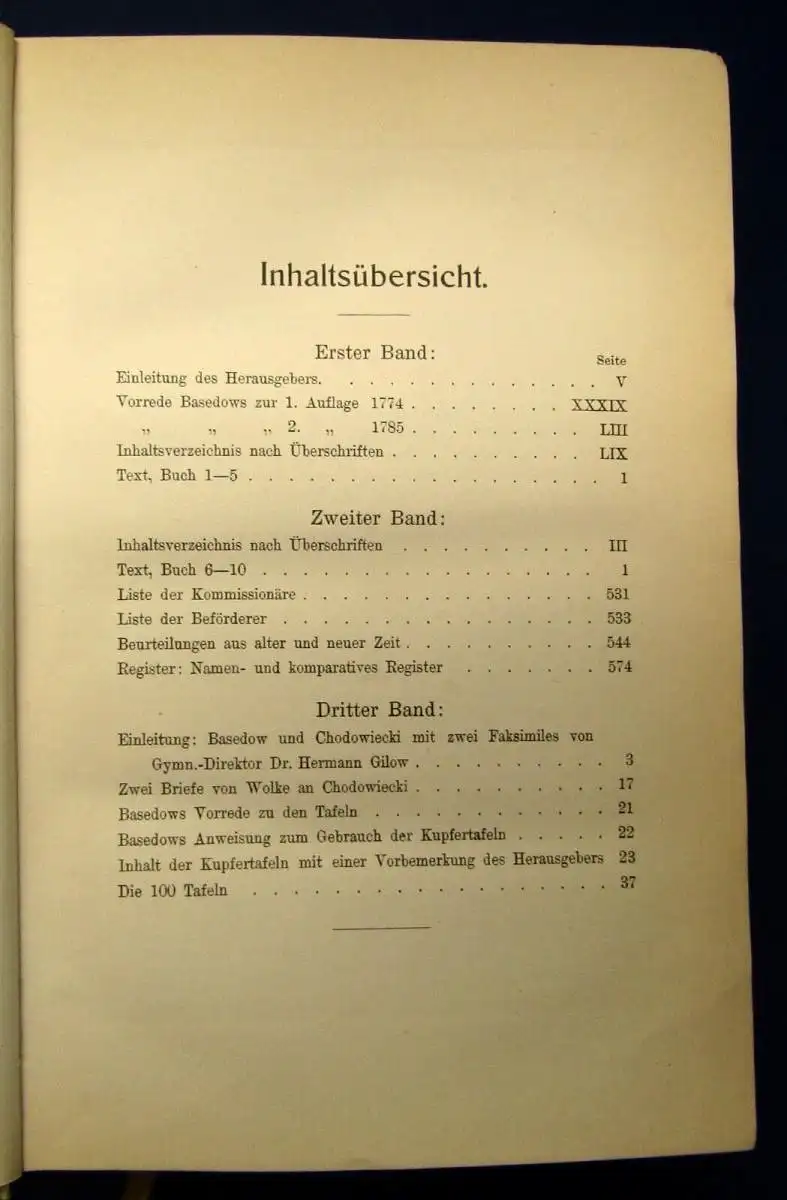 Inhaltsübersicht.
Erster Band:
Seite
Einleitung des Herausgebers. . . . . . . . . . . . . . V
Vorrede Basedows zur 1. Auflage 1774 . . . . . . . . XXXIX
„ „ „ 2. „ 1785 . . . . . . . . . LIII
Inhaltsverzeichnis nach Überschriften . . . . . . . . . . LIX
Text, Buch 1—5 . . . . . . . . . . . . . . . . . . 1
Zweiter Band:
Inhaltsverzeichnis nach Überschriften . . . . . . . . . . III
Text, Buch 6—10 . . . . . . . . . . . . . . . . . 1
Liste der Kommissionäre . . . . . . . . . . . . . . . 531
Liste der Beförderer . . . . . . . . . . . . . . . . 533
Beurteilungen aus alter und neuer Zeit . . . . . . . . . . 544
Register: Namen- und komparatives Register . . . . . . . 574
Dritter Band:
Einleitung: Basedow und Chodowiecki mit zwei Faksimiles von
Gymn.-Direktor Dr. Hermann Gilow . . . . . . . . . . 3
Zwei Briefe von Wolke an Chodowiecki . . . . . . . . . . 17
Basedows Vorrede zu den Tafeln . . . . . . . . . . . . 21
Basedows Anweisung zum Gebrauch der Kupfertafeln . . . . . 22
Inhalt der Kupfertafeln mit einer Vorbemerkung des Herausgebers 23
Die 100 Tafeln . . . . . . . . . . . . . . . . . 37